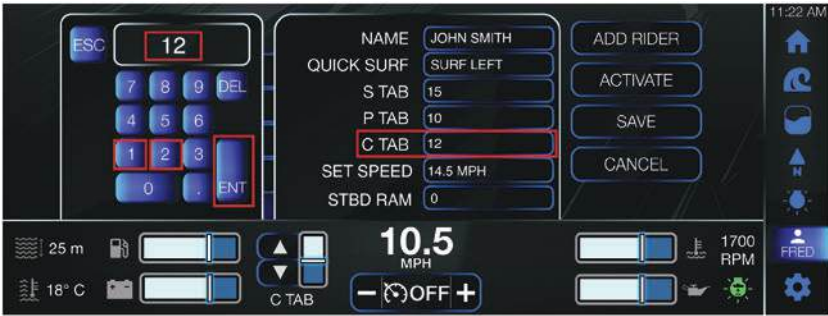 11:22 AM
ESC 12
7 8 9 DEL
4 5 6
1 2 3
0 . ENT
NAME JOHN SMITH
QUICK SURF SURF LEFT
S TAB 15
P TAB 10
C TAB 12
SET SPEED 14.5 MPH
STBD RAM 0
ADD RIDER
ACTIVATE
SAVE
CANCEL
N
FRED
25 m
18° C
C TAB
10.5
MPH
− OFF +
1700
RPM